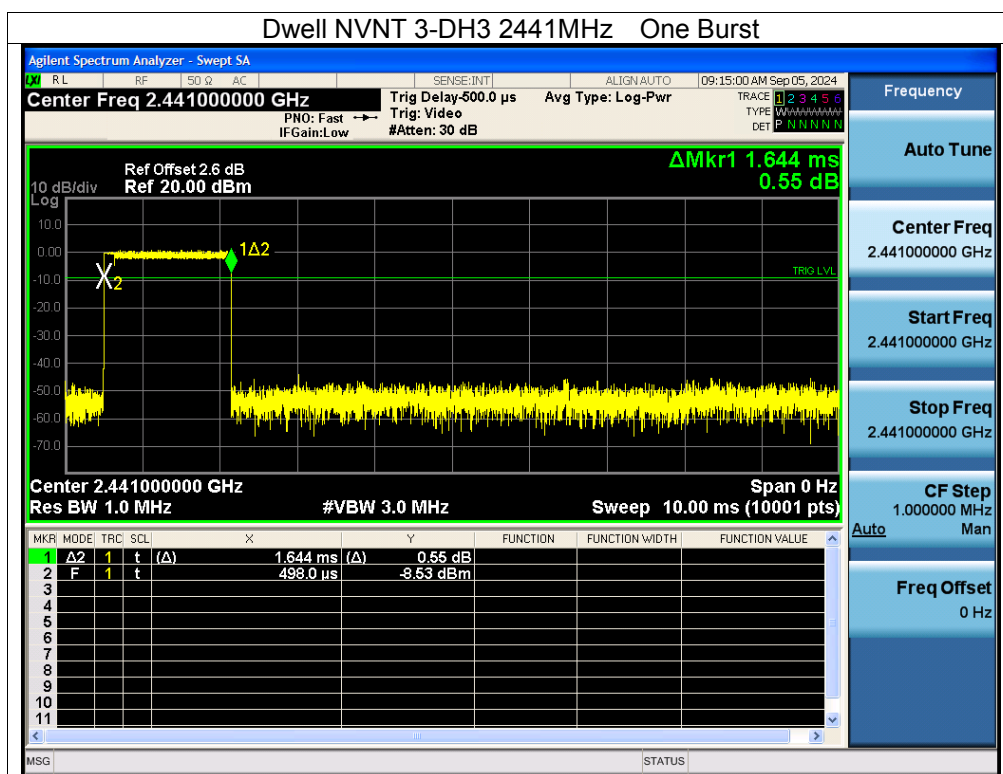 Dwell NVNT 3-DH3 2441MHz One Burst
Agilent Spectrum Analyzer - Swept SA
LXI RL RF 50 Ω AC SENSE:INT ALIGN AUTO 09:15:00 AM Sep 05, 2024
Center Freq 2.441000000 GHz Trig Delay-500.0 µs Avg Type: Log-Pwr TRACE 1 2 3 4 5 6
PNO: Fast Trig: Video TYPE WWWWWW
IFGain:Low #Atten: 30 dB DET P N N N N N
Frequency
ΔMkr1 1.644 ms
0.55 dB
Ref Offset 2.6 dB
10 dB/div Ref 20.00 dBm
Log
10.0
0.00
-10.0
-20.0
-30.0
-40.0
-50.0
-60.0
-70.0
1Δ2
2
TRIG LVL
Center 2.441000000 GHz Span 0 Hz
Res BW 1.0 MHz #VBW 3.0 MHz Sweep 10.00 ms (10001 pts)
MKR MODE TRC SCL X Y FUNCTION FUNCTION WIDTH FUNCTION VALUE
1 Δ2 1 t (Δ) 1.644 ms (Δ) 0.55 dB
2 F 1 t 498.0 µs -8.53 dBm
3
4
5
6
7
8
9
10
11
MSG STATUS
Auto Tune
Center Freq
2.441000000 GHz
Start Freq
2.441000000 GHz
Stop Freq
2.441000000 GHz
CF Step
1.000000 MHz
Auto Man
Freq Offset
0 Hz